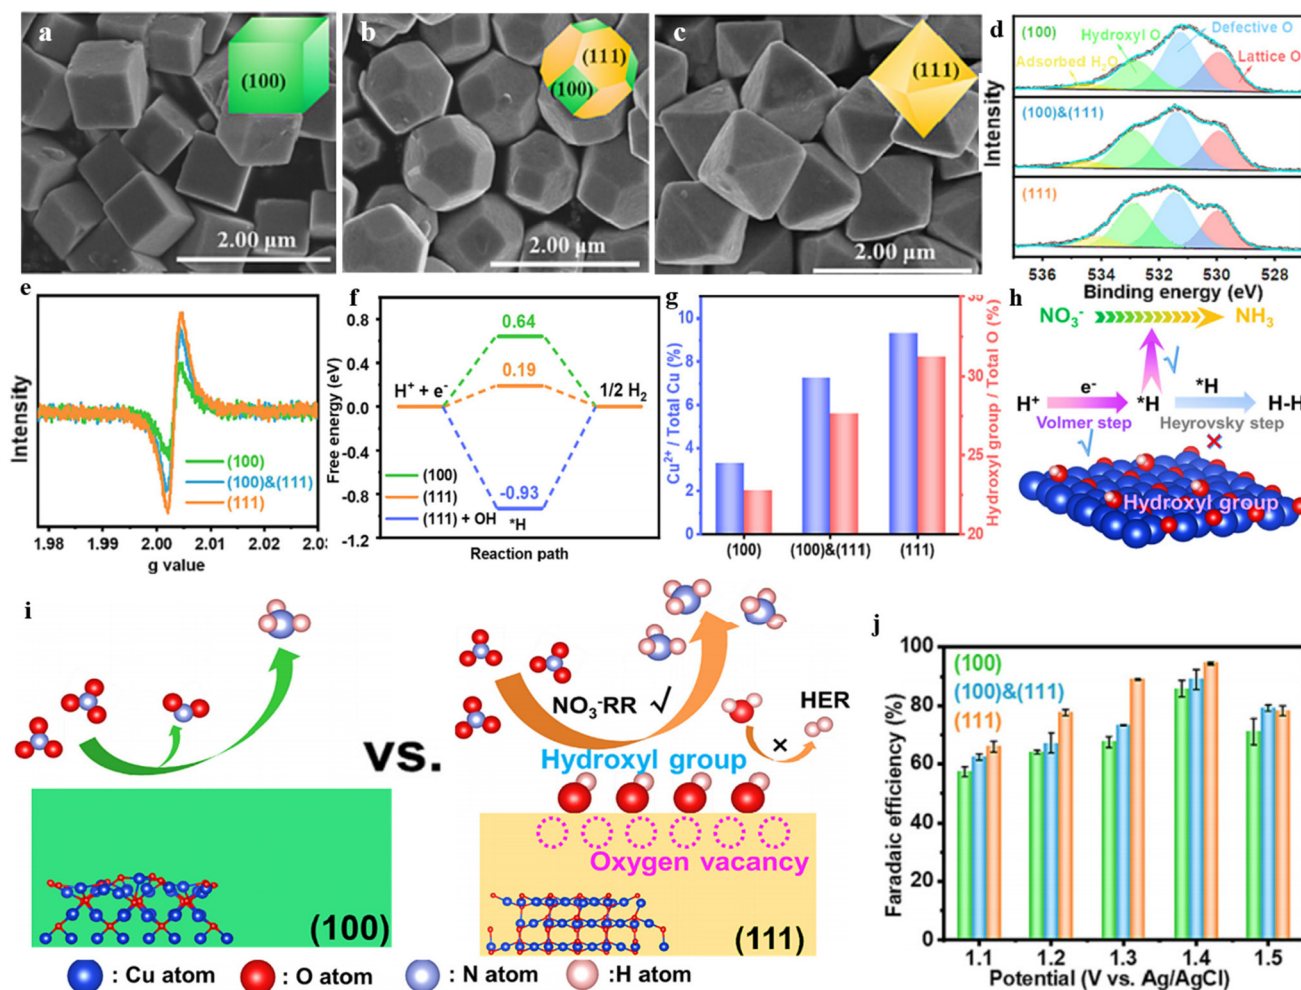 a
(100)
2.00 μm
b
(111)
(100)
2.00 μm
c
(111)
2.00 μm
d
(100)
Hydroxyl O
Defective O
Adsorbed H₂O
Lattice O
(100)&(111)
(111)
Intensity
536 534 532 530 528
Binding energy (eV)
e
Intensity
(100)
(100)&(111)
(111)
1.98 1.99 2.00 2.01 2.02
g value
f
Free energy (eV)
0.8
0.4
0.0
-0.4
-0.8
-1.2
0.64
0.19
H⁺ + e⁻
1/2 H₂
-0.93
(100)
(111)
(111) + OH
*H
Reaction path
g
Cu²⁺ / Total Cu (%)
10
8
6
4
2
0
Hydroxyl group / Total O (%)
35
30
25
20
(100) (100)&(111) (111)
h
NO₃⁻
NH₃
√
H⁺
e⁻
*H
*H
H-H
Volmer step
Heyrovsky step
√
×
Hydroxyl group
i
vs.
NO₃⁻RR √
HER
×
Hydroxyl group
Oxygen vacancy
(100)
(111)
: Cu atom : O atom : N atom :H atom
j
Faradaic efficiency (%)
100
80
60
40
20
0
(100)
(100)&(111)
(111)
1.1 1.2 1.3 1.4 1.5
Potential (V vs. Ag/AgCl)